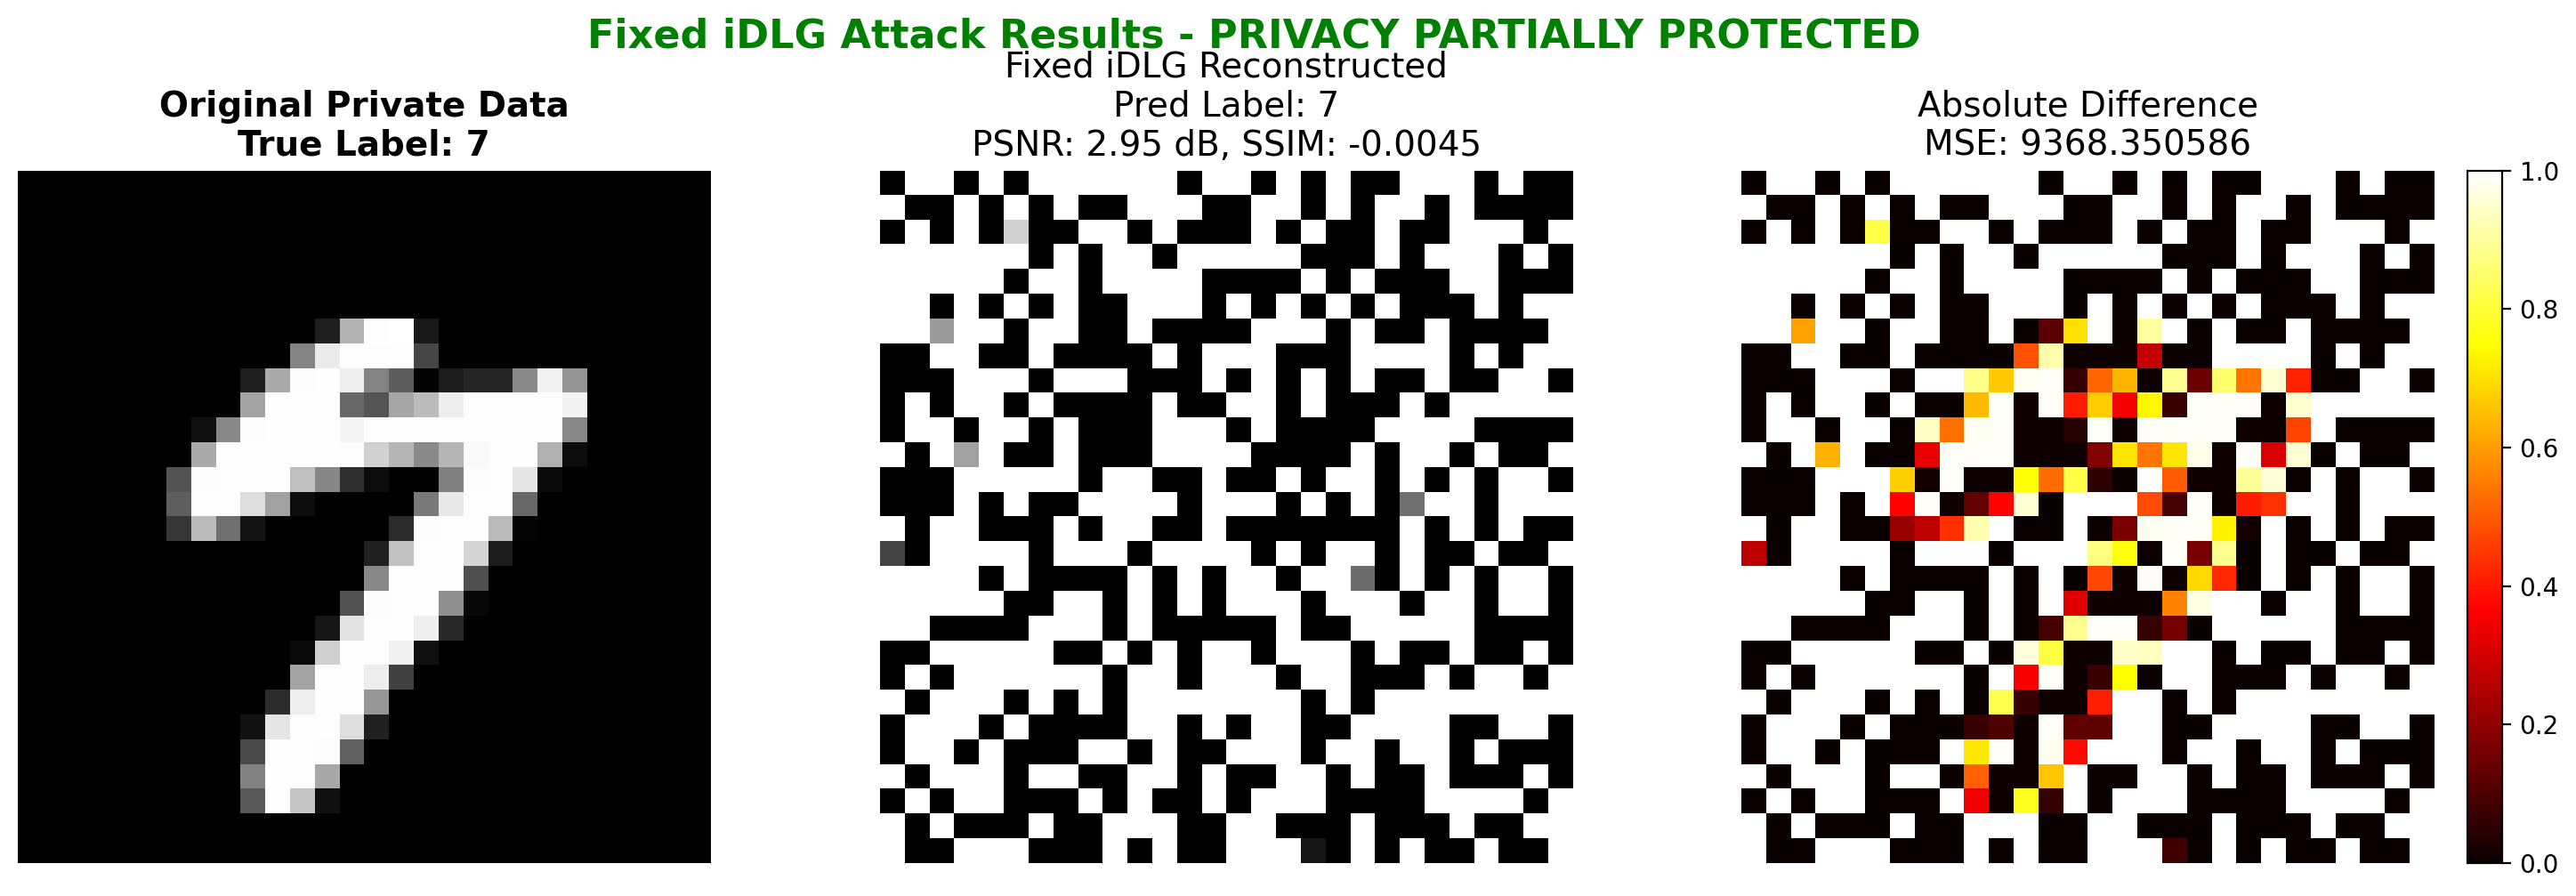 Fixed iDLG Attack Results - PRIVACY PARTIALLY PROTECTED
Original Private Data
True Label: 7
Fixed iDLG Reconstructed
Pred Label: 7
PSNR: 2.95 dB, SSIM: -0.0045
Absolute Difference
MSE: 9368.350586
1.0
0.8
0.6
0.4
0.2
0.0